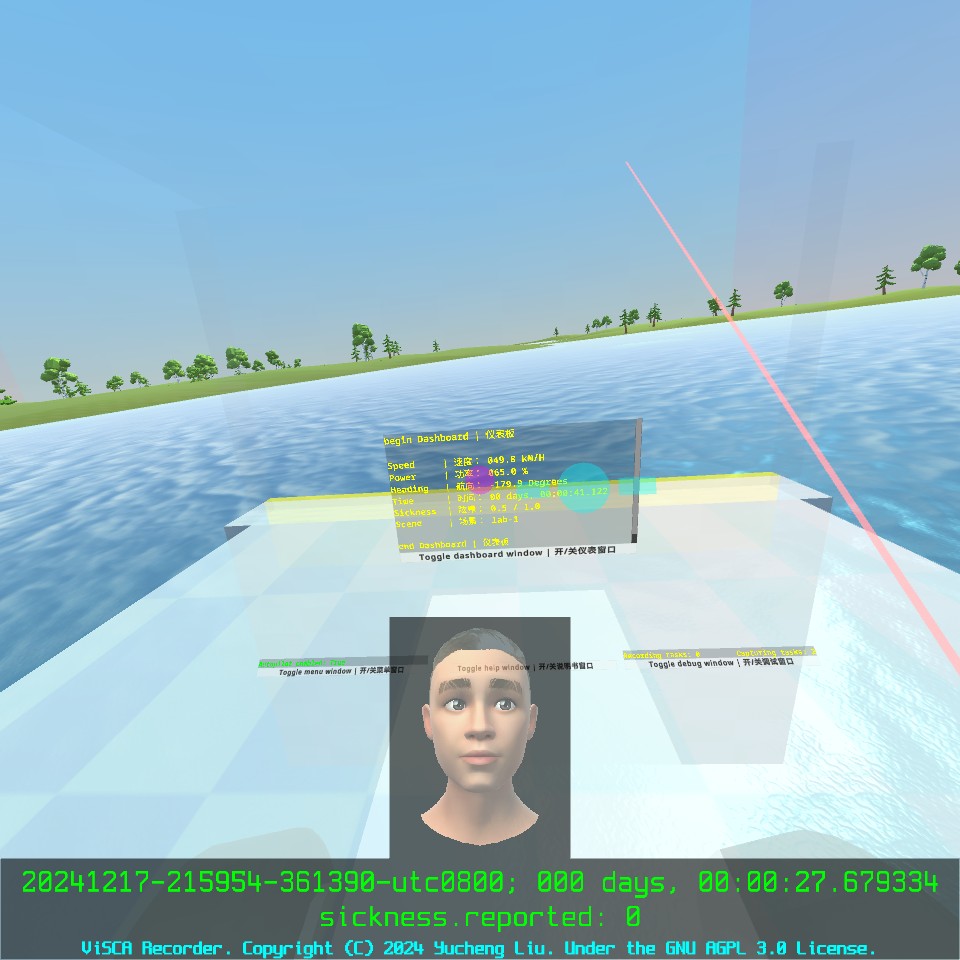 begin Dashboard | 仪表板
Speed | 速度: 049.8 kM/H
Power | 功率: 065.0 %
Heading | 航向: -179.9 Degrees
Time | 时间: 00 days, 00:00:41.122
Sickness | 眩晕: 0.5 / 1.0
Scene | 场景: lab-1
end Dashboard | 仪表板
Toggle dashboard window | 开/关仪表窗口
Toggle menu window | 开/关菜单窗口
Toggle help window | 开/关说明书窗口
Recording tasks: 0 Capturing tasks:
Toggle debug window | 开/关调试窗口
20241217-215954-361390-utc0800; 000 days, 00:00:27.679334
sickness.reported: 0
ViSCA Recorder. Copyright (C) 2024 Yucheng Liu. Under the GNU AGPL 3.0 License.